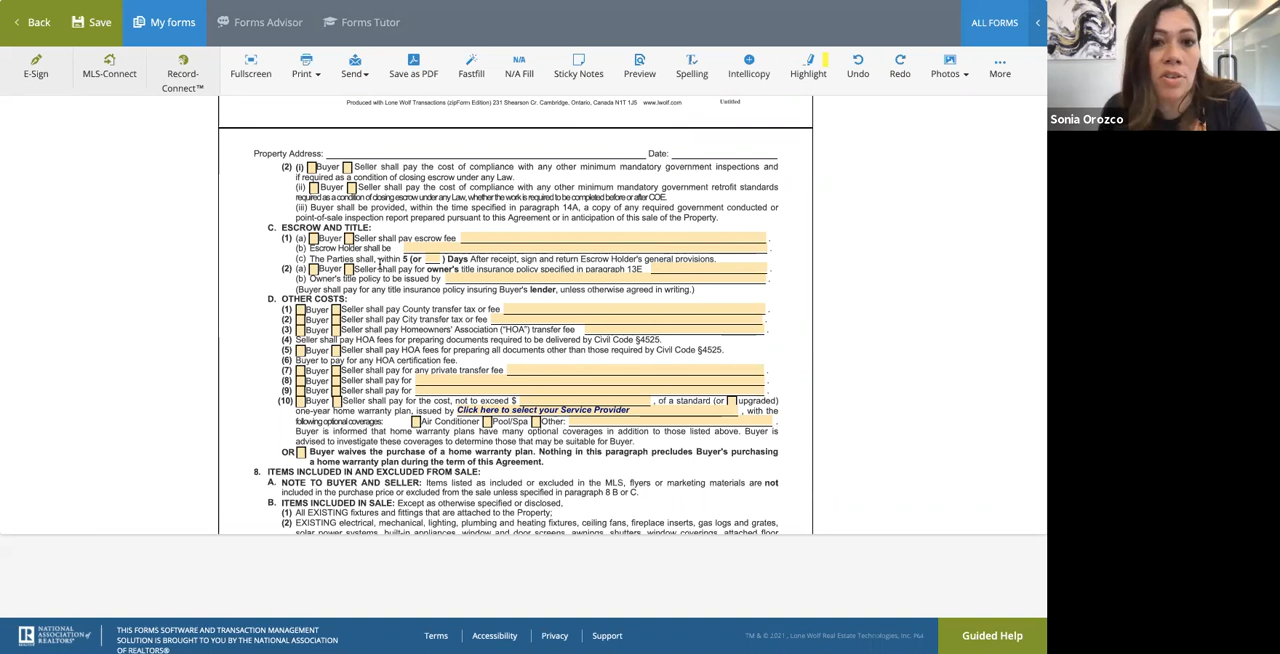 Back
Save
My forms
Forms Advisor
Forms Tutor
ALL FORMS
E-Sign
MLS-Connect
Record-Connect™
Fullscreen
Print
Send
Save as PDF
Fastfill
N/A
N/A Fill
Sticky Notes
Preview
Spelling
Intellicopy
Highlight
Undo
Redo
Photos
More
Sonia Orozco
Produced with Lone Wolf Transactions (zipForm Edition) 231 Shearson Cr. Cambridge, Ontario, Canada N1T 1J5 www.lwolf.com Untitled
Property Address: Date:
(2) (i) Buyer Seller shall pay the cost of compliance with any other minimum mandatory government inspections and
if required as a condition of closing escrow under any Law.
(ii) Buyer Seller shall pay the cost of compliance with any other minimum mandatory government retrofit standards
required as a condition of closing escrow under any Law, whether the work is required to be completed before or after COE.
(iii) Buyer shall be provided, within the time specified in paragraph 14A, a copy of any required government conducted or
point-of-sale inspection report prepared pursuant to this Agreement or in anticipation of this sale of the Property.
C. ESCROW AND TITLE:
(1) (a) Buyer Seller shall pay escrow fee .
(b) Escrow Holder shall be .
(c) The Parties shall, within 5 (or ) Days After receipt, sign and return Escrow Holder's general provisions.
(2) (a) Buyer Seller shall pay for owner's title insurance policy specified in paragraph 13E .
(b) Owner's title policy to be issued by .
(Buyer shall pay for any title insurance policy insuring Buyer's lender, unless otherwise agreed in writing.)
D. OTHER COSTS:
(1) Buyer Seller shall pay County transfer tax or fee .
(2) Buyer Seller shall pay City transfer tax or fee .
(3) Buyer Seller shall pay Homeowners' Association ("HOA") transfer fee .
(4) Seller shall pay HOA fees for preparing documents required to be delivered by Civil Code §4525.
(5) Buyer Seller shall pay HOA fees for preparing all documents other than those required by Civil Code §4525.
(6) Buyer to pay for any HOA certification fee.
(7) Buyer Seller shall pay for any private transfer fee .
(8) Buyer Seller shall pay for .
(9) Buyer Seller shall pay for .
(10) Buyer Seller shall pay for the cost, not to exceed $ , of a standard (or upgraded)
one-year home warranty plan, issued by Click here to select your Service Provider , with the
following optional coverages: Air Conditioner Pool/Spa Other: .
Buyer is informed that home warranty plans have many optional coverages in addition to those listed above. Buyer is
advised to investigate these coverages to determine those that may be suitable for Buyer.
OR Buyer waives the purchase of a home warranty plan. Nothing in this paragraph precludes Buyer's purchasing
a home warranty plan during the term of this Agreement.
8. ITEMS INCLUDED IN AND EXCLUDED FROM SALE:
A. NOTE TO BUYER AND SELLER: Items listed as included or excluded in the MLS, flyers or marketing materials are not
included in the purchase price or excluded from the sale unless specified in paragraph 8 B or C.
B. ITEMS INCLUDED IN SALE: Except as otherwise specified or disclosed,
(1) All EXISTING fixtures and fittings that are attached to the Property;
(2) EXISTING electrical, mechanical, lighting, plumbing and heating fixtures, ceiling fans, fireplace inserts, gas logs and grates,
solar power systems, built-in appliances, window and door screens, awnings, shutters, window coverings, attached floor
R
NATIONAL
ASSOCIATION of
REALTORS®
THIS FORMS SOFTWARE AND TRANSACTION MANAGEMENT
SOLUTION IS BROUGHT TO YOU BY THE NATIONAL ASSOCIATION
OF REALTORS®
Terms
Accessibility
Privacy
Support
TM & © 2021, Lone Wolf Real Estate Technologies, Inc. P64
Guided Help